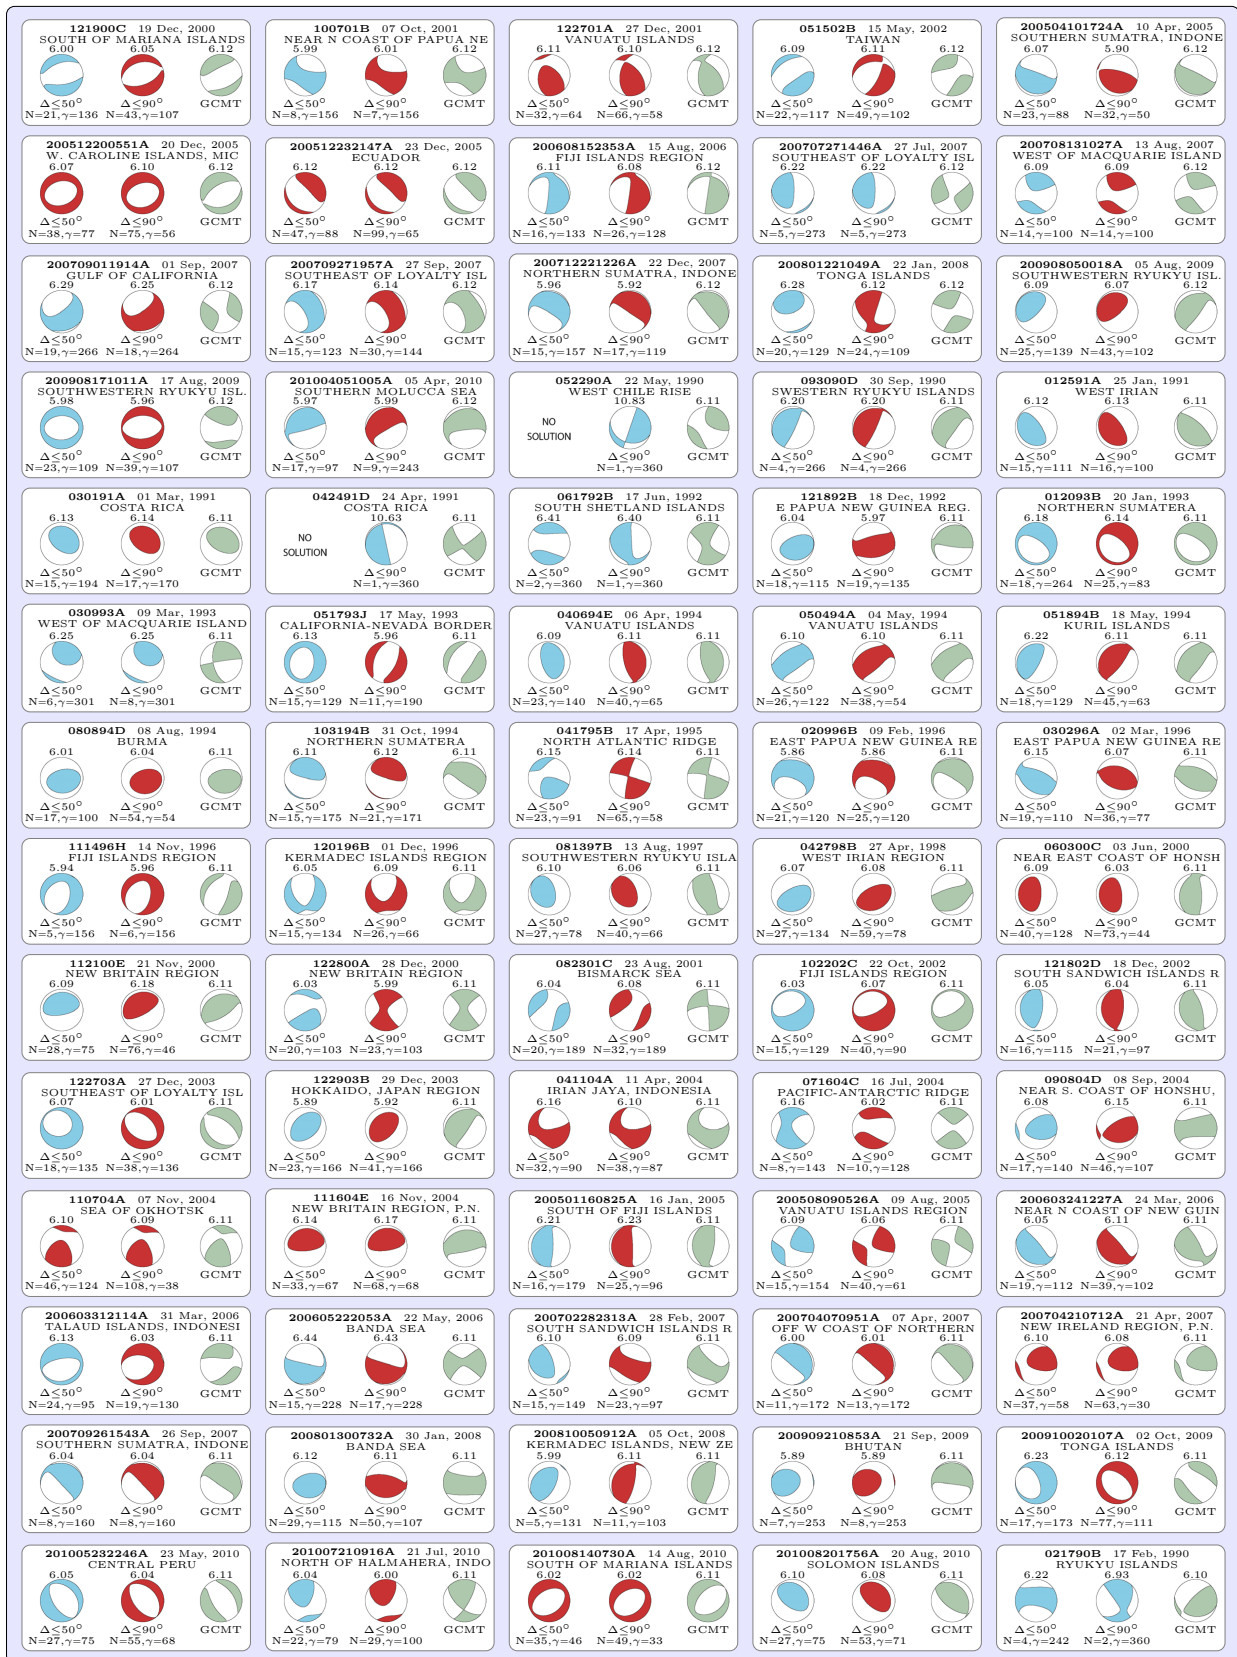 121900C 19 Dec, 2000
SOUTH OF MARIANA ISLANDS
6.00 6.05 6.12
Δ≤50° Δ≤90° GCMT
N=21,γ=136 N=43,γ=107
100701B 07 Oct, 2001
NEAR N COAST OF PAPUA NE
5.99 6.01 6.12
Δ≤50° Δ≤90° GCMT
N=8,γ=156 N=7,γ=156
122701A 27 Dec, 2001
VANUATU ISLANDS
6.11 6.10 6.12
Δ≤50° Δ≤90° GCMT
N=32,γ=64 N=66,γ=58
051502B 15 May, 2002
TAIWAN
6.09 6.11 6.12
Δ≤50° Δ≤90° GCMT
N=22,γ=117 N=49,γ=102
200504101724A 10 Apr, 2005
SOUTHERN SUMATRA, INDONE
6.07 5.90 6.12
Δ≤50° Δ≤90° GCMT
N=23,γ=88 N=32,γ=50
200512200551A 20 Dec, 2005
W. CAROLINE ISLANDS, MIC
6.07 6.10 6.12
Δ≤50° Δ≤90° GCMT
N=38,γ=77 N=75,γ=56
200512232147A 23 Dec, 2005
ECUADOR
6.12 6.12 6.12
Δ≤50° Δ≤90° GCMT
N=47,γ=88 N=99,γ=65
200608152353A 15 Aug, 2006
FIJI ISLANDS REGION
6.11 6.08 6.12
Δ≤50° Δ≤90° GCMT
N=16,γ=133 N=26,γ=128
200707271446A 27 Jul, 2007
SOUTHEAST OF LOYALTY ISL
6.22 6.22 6.12
Δ≤50° Δ≤90° GCMT
N=5,γ=273 N=5,γ=273
200708131027A 13 Aug, 2007
WEST OF MACQUARIE ISLAND
6.09 6.09 6.12
Δ≤50° Δ≤90° GCMT
N=14,γ=100 N=14,γ=100
200709011914A 01 Sep, 2007
GULF OF CALIFORNIA
6.29 6.25 6.12
Δ≤50° Δ≤90° GCMT
N=19,γ=266 N=18,γ=264
200709271957A 27 Sep, 2007
SOUTHEAST OF LOYALTY ISL
6.17 6.14 6.12
Δ≤50° Δ≤90° GCMT
N=15,γ=123 N=30,γ=144
200712221226A 22 Dec, 2007
NORTHERN SUMATRA, INDONE
5.96 5.92 6.12
Δ≤50° Δ≤90° GCMT
N=15,γ=157 N=17,γ=119
200801221049A 22 Jan, 2008
TONGA ISLANDS
6.28 6.12 6.12
Δ≤50° Δ≤90° GCMT
N=20,γ=129 N=24,γ=109
200908050018A 05 Aug, 2009
SOUTHWESTERN RYUKYU ISL.
6.09 6.07 6.12
Δ≤50° Δ≤90° GCMT
N=25,γ=139 N=43,γ=102
200908171011A 17 Aug, 2009
SOUTHWESTERN RYUKYU ISL.
5.98 5.96 6.12
Δ≤50° Δ≤90° GCMT
N=23,γ=109 N=39,γ=107
201004051005A 05 Apr, 2010
SOUTHERN MOLUCCA SEA
5.97 5.99 6.12
Δ≤50° Δ≤90° GCMT
N=17,γ=97 N=9,γ=243
052290A 22 May, 1990
WEST CHILE RISE
10.83 6.11
NO
SOLUTION
Δ≤90° GCMT
N=1,γ=360
093090D 30 Sep, 1990
SWESTERN RYUKYU ISLANDS
6.20 6.20 6.11
Δ≤50° Δ≤90° GCMT
N=4,γ=266 N=4,γ=266
012591A 25 Jan, 1991
WEST IRIAN
6.12 6.11 6.11
Δ≤50° Δ≤90° GCMT
N=15,γ=111 N=16,γ=100
030191A 01 Mar, 1991
COSTA RICA
6.13 6.14 6.11
Δ≤50° Δ≤90° GCMT
N=15,γ=194 N=17,γ=170
042491D 24 Apr, 1991
COSTA RICA
10.63 6.11
NO
SOLUTION
Δ≤90° GCMT
N=1,γ=360
061792B 17 Jun, 1992
SOUTH SHETLAND ISLANDS
6.41 6.40 6.11
Δ≤50° Δ≤90° GCMT
N=2,γ=360 N=1,γ=360
121892B 18 Dec, 1992
E PAPUA NEW GUINEA REG.
6.04 5.97 6.11
Δ≤50° Δ≤90° GCMT
N=18,γ=115 N=19,γ=135
012093B 20 Jan, 1993
NORTHERN SUMATERA
6.18 6.14 6.11
Δ≤50° Δ≤90° GCMT
N=18,γ=264 N=25,γ=83
030993A 09 Mar, 1993
WEST OF MACQUARIE ISLAND
6.25 6.25 6.11
Δ≤50° Δ≤90° GCMT
N=6,γ=301 N=8,γ=301
051793J 17 May, 1993
CALIFORNIA-NEVADA BORDER
6.13 5.96 6.11
Δ≤50° Δ≤90° GCMT
N=15,γ=129 N=11,γ=190
040694E 06 Apr, 1994
VANUATU ISLANDS
6.09 6.11 6.11
Δ≤50° Δ≤90° GCMT
N=23,γ=140 N=40,γ=65
050494A 04 May, 1994
VANUATU ISLANDS
6.10 6.10 6.11
Δ≤50° Δ≤90° GCMT
N=26,γ=122 N=38,γ=54
051894B 18 May, 1994
KURIL ISLANDS
6.22 6.11 6.11
Δ≤50° Δ≤90° GCMT
N=18,γ=129 N=45,γ=63
080894D 08 Aug, 1994
BURMA
6.01 6.04 6.11
Δ≤50° Δ≤90° GCMT
N=17,γ=100 N=54,γ=54
103194B 31 Oct, 1994
NORTHERN SUMATERA
6.11 6.12 6.11
Δ≤50° Δ≤90° GCMT
N=15,γ=175 N=21,γ=171
041795B 17 Apr, 1995
NORTH ATLANTIC RIDGE
6.15 6.14 6.11
Δ≤50° Δ≤90° GCMT
N=23,γ=91 N=65,γ=58
020996B 09 Feb, 1996
EAST PAPUA NEW GUINEA RE
5.86 5.86 6.11
Δ≤50° Δ≤90° GCMT
N=21,γ=120 N=25,γ=120
030296A 02 Mar, 1996
EAST PAPUA NEW GUINEA RE
6.15 6.07 6.11
Δ≤50° Δ≤90° GCMT
N=19,γ=110 N=36,γ=77
111496H 14 Nov, 1996
FIJI ISLANDS REGION
5.94 5.96 6.11
Δ≤50° Δ≤90° GCMT
N=5,γ=156 N=6,γ=156
120196B 01 Dec, 1996
KERMADEC ISLANDS REGION
6.05 6.09 6.11
Δ≤50° Δ≤90° GCMT
N=15,γ=134 N=26,γ=66
081397B 13 Aug, 1997
SOUTHWESTERN RYUKYU ISLA
6.10 6.06 6.11
Δ≤50° Δ≤90° GCMT
N=27,γ=78 N=40,γ=66
042798B 27 Apr, 1998
WEST IRIAN REGION
6.07 6.08 6.11
Δ≤50° Δ≤90° GCMT
N=27,γ=134 N=59,γ=78
060300C 03 Jun, 2000
NEAR EAST COAST OF HONSH
6.09 6.03 6.11
Δ≤50° Δ≤90° GCMT
N=40,γ=128 N=73,γ=44
112100E 21 Nov, 2000
NEW BRITAIN REGION
6.09 6.18 6.11
Δ≤50° Δ≤90° GCMT
N=28,γ=75 N=76,γ=46
122800A 28 Dec, 2000
NEW BRITAIN REGION
6.03 5.99 6.11
Δ≤50° Δ≤90° GCMT
N=20,γ=103 N=23,γ=103
082301C 23 Aug, 2001
BISMARCK SEA
6.04 6.08 6.11
Δ≤50° Δ≤90° GCMT
N=20,γ=189 N=32,γ=189
102202C 22 Oct, 2002
FIJI ISLANDS REGION
6.03 6.07 6.11
Δ≤50° Δ≤90° GCMT
N=15,γ=129 N=40,γ=90
121802D 18 Dec, 2002
SOUTH SANDWICH ISLANDS R
6.05 6.04 6.11
Δ≤50° Δ≤90° GCMT
N=16,γ=115 N=21,γ=97
122703A 27 Dec, 2003
SOUTHEAST OF LOYALTY ISL
6.07 6.01 6.11
Δ≤50° Δ≤90° GCMT
N=18,γ=135 N=38,γ=136
122903B 29 Dec, 2003
HOKKAIDO, JAPAN REGION
5.89 5.92 6.11
Δ≤50° Δ≤90° GCMT
N=23,γ=166 N=41,γ=166
041104A 11 Apr, 2004
IRIAN JAYA, INDONESIA
6.16 6.10 6.11
Δ≤50° Δ≤90° GCMT
N=32,γ=90 N=38,γ=87
071604C 16 Jul, 2004
PACIFIC-ANTARCTIC RIDGE
6.16 6.02 6.11
Δ≤50° Δ≤90° GCMT
N=8,γ=143 N=10,γ=128
090804D 08 Sep, 2004
NEAR S. COAST OF HONSHU,
6.08 6.15 6.11
Δ≤50° Δ≤90° GCMT
N=17,γ=140 N=46,γ=107
110704A 07 Nov, 2004
SEA OF OKHOTSK
6.10 6.09 6.11
Δ≤50° Δ≤90° GCMT
N=46,γ=124 N=108,γ=38
111604E 16 Nov, 2004
NEW BRITAIN REGION, P.N.
6.14 6.17 6.11
Δ≤50° Δ≤90° GCMT
N=33,γ=67 N=68,γ=68
200501160825A 16 Jan, 2005
SOUTH OF FIJI ISLANDS
6.21 6.23 6.11
Δ≤50° Δ≤90° GCMT
N=16,γ=179 N=25,γ=96
200508090526A 09 Aug, 2005
VANUATU ISLANDS REGION
6.09 6.06 6.11
Δ≤50° Δ≤90° GCMT
N=15,γ=154 N=40,γ=61
200603241227A 24 Mar, 2006
NEAR N COAST OF NEW GUIN
6.05 6.11 6.11
Δ≤50° Δ≤90° GCMT
N=19,γ=112 N=39,γ=102
200603312114A 31 Mar, 2006
TALAUD ISLANDS, INDONESI
6.13 6.03 6.11
Δ≤50° Δ≤90° GCMT
N=24,γ=95 N=19,γ=130
200605222053A 22 May, 2006
BANDA SEA
6.44 6.43 6.11
Δ≤50° Δ≤90° GCMT
N=15,γ=228 N=17,γ=228
200702282313A 28 Feb, 2007
SOUTH SANDWICH ISLANDS R
6.10 6.09 6.11
Δ≤50° Δ≤90° GCMT
N=15,γ=149 N=23,γ=97
200704070951A 07 Apr, 2007
OFF W COAST OF NORTHERN
6.00 6.01 6.11
Δ≤50° Δ≤90° GCMT
N=11,γ=172 N=13,γ=172
200704210712A 21 Apr, 2007
NEW IRELAND REGION, P.N.
6.10 6.08 6.11
Δ≤50° Δ≤90° GCMT
N=37,γ=58 N=63,γ=30
200709261543A 26 Sep, 2007
SOUTHERN SUMATRA, INDONE
6.04 6.04 6.11
Δ≤50° Δ≤90° GCMT
N=8,γ=160 N=8,γ=160
200801300732A 30 Jan, 2008
BANDA SEA
6.12 6.11 6.11
Δ≤50° Δ≤90° GCMT
N=29,γ=115 N=50,γ=107
200810050912A 05 Oct, 2008
KERMADEC ISLANDS, NEW ZE
5.99 6.11 6.11
Δ≤50° Δ≤90° GCMT
N=5,γ=131 N=11,γ=103
200909210853A 21 Sep, 2009
BHUTAN
5.89 5.89 6.11
Δ≤50° Δ≤90° GCMT
N=7,γ=253 N=8,γ=253
200910020107A 02 Oct, 2009
TONGA ISLANDS
6.23 6.12 6.11
Δ≤50° Δ≤90° GCMT
N=17,γ=173 N=77,γ=111
201005232246A 23 May, 2010
CENTRAL PERU
6.05 6.04 6.11
Δ≤50° Δ≤90° GCMT
N=27,γ=75 N=55,γ=68
201007210916A 21 Jul, 2010
NORTH OF HALMAHERA, INDO
6.04 6.00 6.11
Δ≤50° Δ≤90° GCMT
N=22,γ=79 N=29,γ=100
201008140730A 14 Aug, 2010
SOUTH OF MARIANA ISLANDS
6.02 6.02 6.11
Δ≤50° Δ≤90° GCMT
N=35,γ=46 N=49,γ=33
201008201756A 20 Aug, 2010
SOLOMON ISLANDS
6.10 6.08 6.11
Δ≤50° Δ≤90° GCMT
N=27,γ=75 N=53,γ=71
021790B 17 Feb, 1990
RYUKYU ISLANDS
6.22 6.93 6.10
Δ≤50° Δ≤90° GCMT
N=4,γ=242 N=2,γ=360